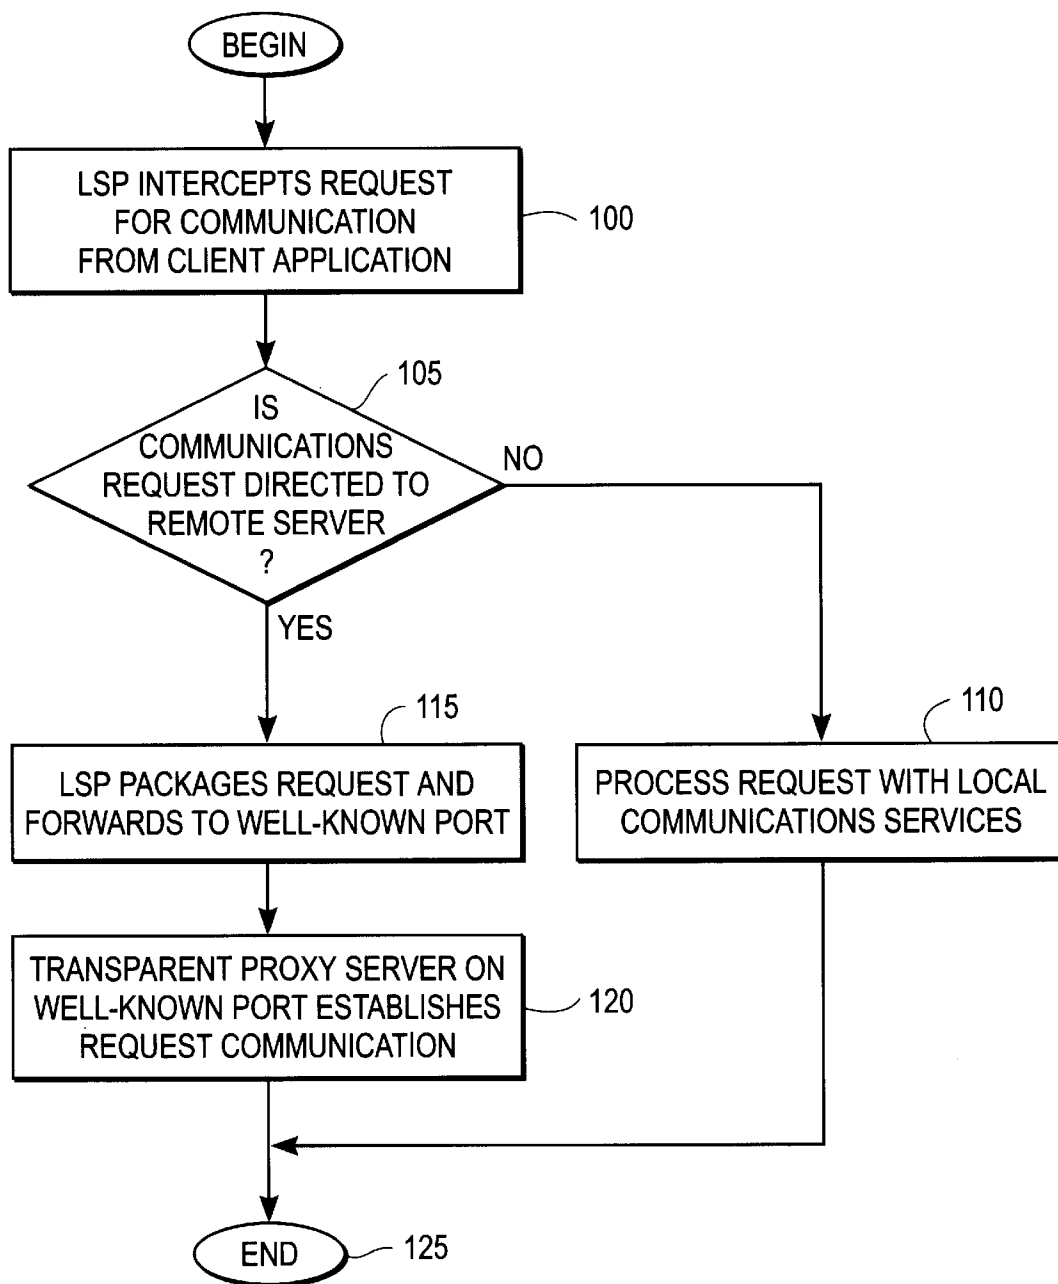 BEGIN
LSP INTERCEPTS REQUEST
FOR COMMUNICATION
FROM CLIENT APPLICATION
100
105
IS
COMMUNICATIONS
REQUEST DIRECTED TO
REMOTE SERVER
?
NO
YES
115
LSP PACKAGES REQUEST AND
FORWARDS TO WELL-KNOWN PORT
110
PROCESS REQUEST WITH LOCAL
COMMUNICATIONS SERVICES
TRANSPARENT PROXY SERVER ON
WELL-KNOWN PORT ESTABLISHES
REQUEST COMMUNICATION
120
END
125